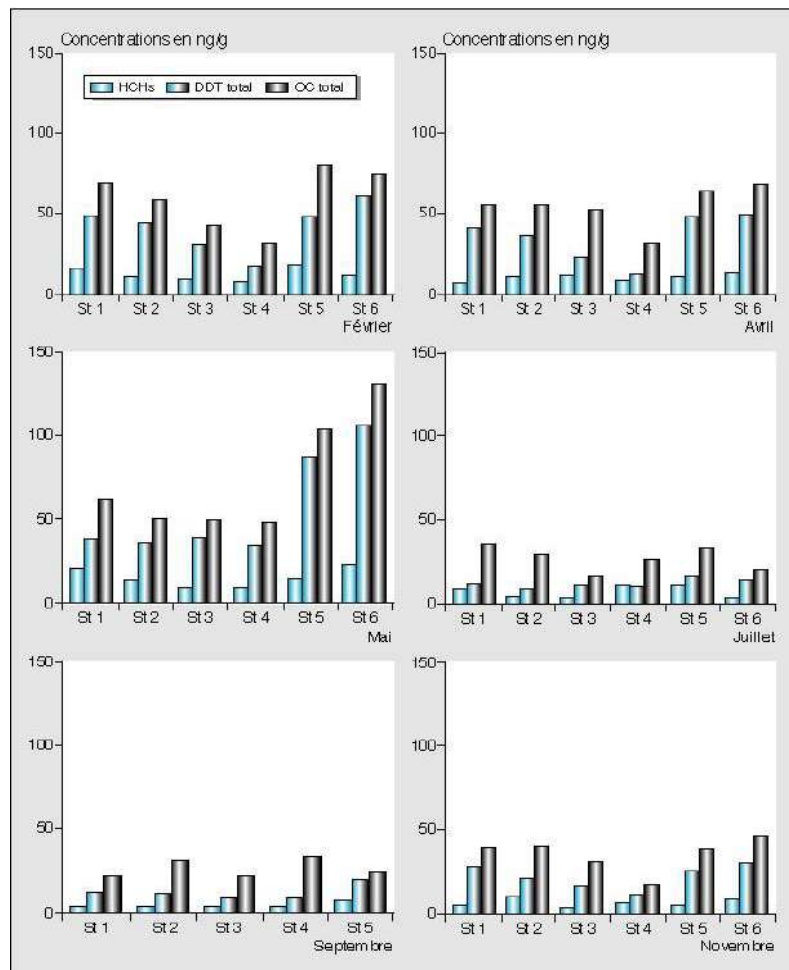 Concentrations en ng/g
150
HCHs DDT total OC total
100
50
0
St 1 St 2 St 3 St 4 St 5 St 6
Février
Concentrations en ng/g
150
100
50
0
St 1 St 2 St 3 St 4 St 5 St 6
Avril
150
100
50
0
St 1 St 2 St 3 St 4 St 5 St 6
Mai
150
100
50
0
St 1 St 2 St 3 St 4 St 5 St 6
Juillet
150
100
50
0
St 1 St 2 St 3 St 4 St 5
Septembre
150
100
50
0
St 1 St 2 St 3 St 4 St 5 St 6
Novembre